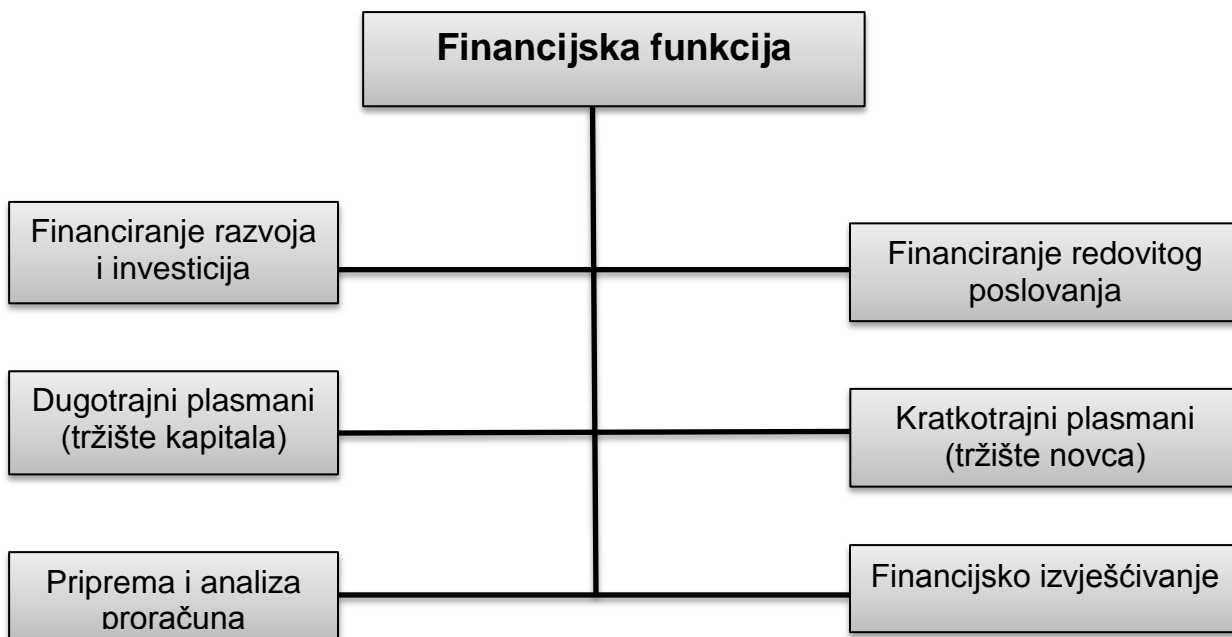 Financijska funkcija
Financiranje razvoja
i investicija
Financiranje redovitog
poslovanja
Dugotrajni plasmani
(tržište kapitala)
Kratkotrajni plasmani
(tržište novca)
Priprema i analiza
proračuna
Financijsko izvješćivanje